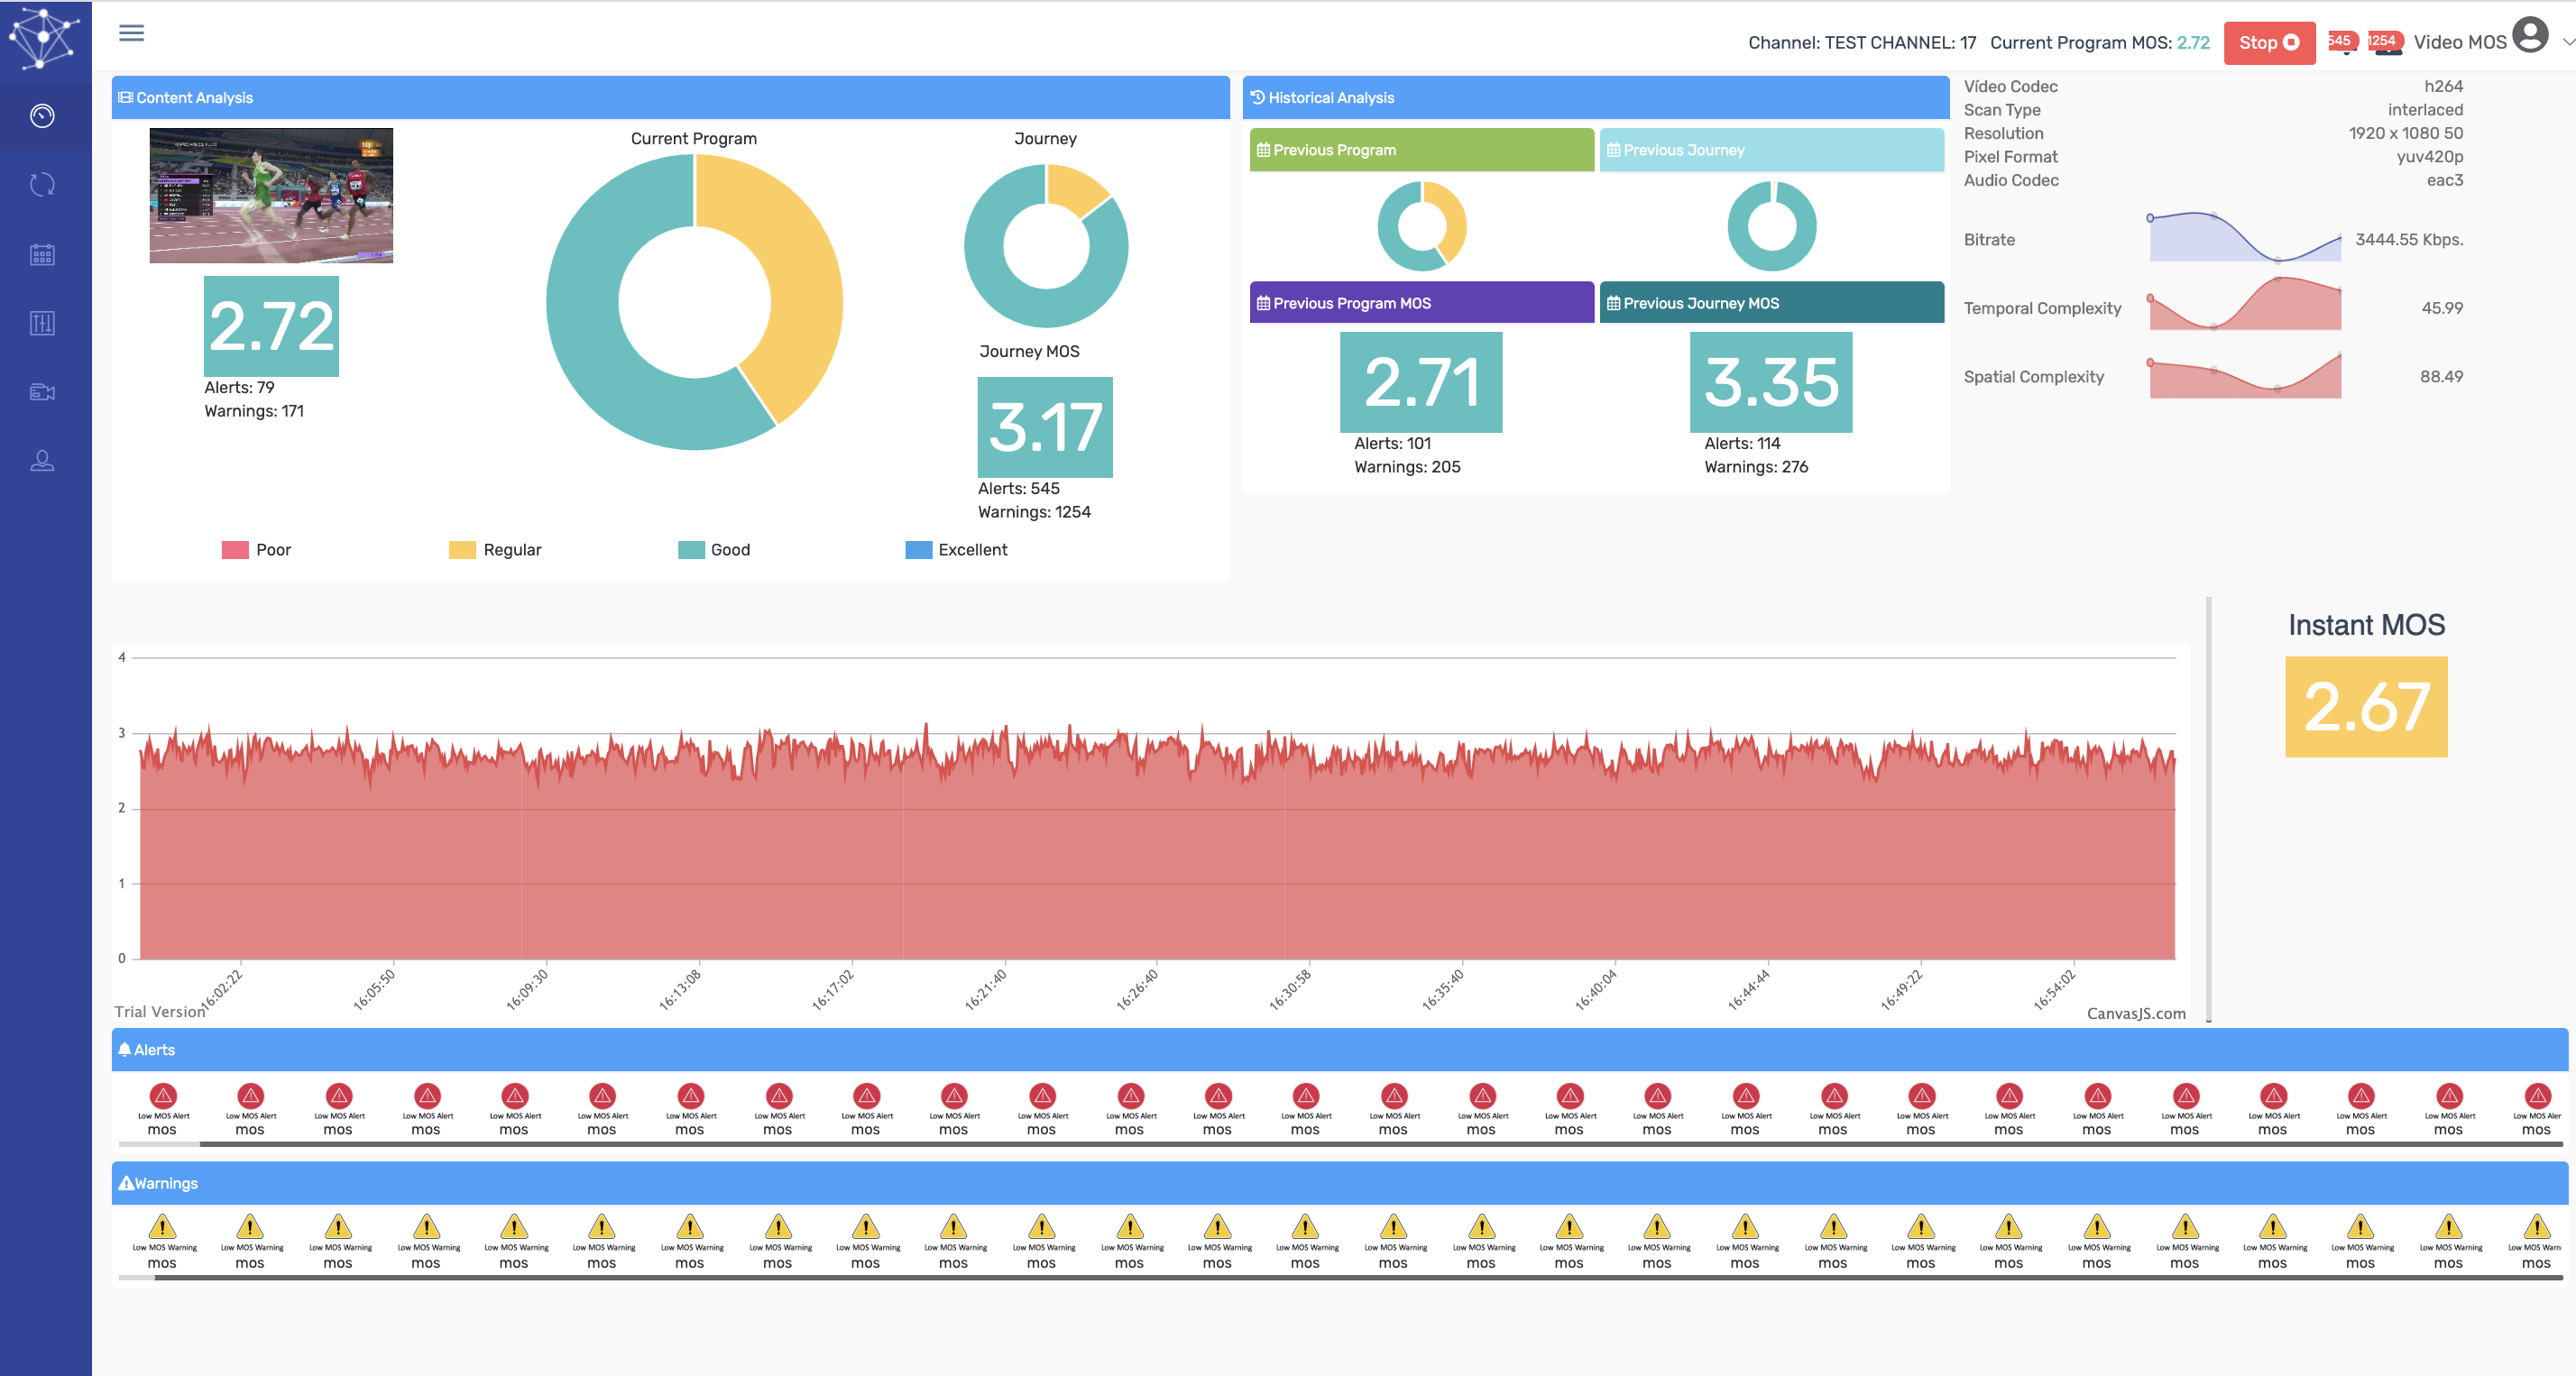 Channel: TEST CHANNEL: 17 Current Program MOS: 2.72 Stop 545 1254 Video MOS
Content Analysis
Current Program
Journey
2.72
Alerts: 79
Warnings: 171
Journey MOS
3.17
Alerts: 545
Warnings: 1254
Poor Regular Good Excellent
Historical Analysis
Previous Program Previous Journey
Previous Program MOS Previous Journey MOS
2.71 3.35
Alerts: 101 Alerts: 114
Warnings: 205 Warnings: 276
Vídeo Codec h264
Scan Type interlaced
Resolution 1920 x 1080 50
Pixel Format yuv420p
Audio Codec eac3
Bitrate 3444.55 Kbps.
Temporal Complexity 45.99
Spatial Complexity 88.49
Instant MOS
2.67
4
3
2
1
0
16:02:22 16:05:50 16:09:30 16:13:08 16:17:02 16:21:40 16:26:40 16:30:58 16:35:40 16:40:04 16:44:44 16:49:22 16:54:02
Trial Version CanvasJS.com
Alerts
Low MOS Alert Low MOS Alert Low MOS Alert Low MOS Alert Low MOS Alert Low MOS Alert Low MOS Alert Low MOS Alert Low MOS Alert Low MOS Alert Low MOS Alert Low MOS Alert Low MOS Alert Low MOS Alert Low MOS Alert Low MOS Alert Low MOS Alert Low MOS Alert Low MOS Alert Low MOS Alert Low MOS Alert Low MOS Alert Low MOS Alert Low MOS Alert Low MOS Alert Low MOS Alert Low MOS Alert Low MOS Aler
mos mos mos mos mos mos mos mos mos mos mos mos mos mos mos mos mos mos mos mos mos mos mos mos mos mos mos mos
Warnings
Low MOS Warning Low MOS Warning Low MOS Warning Low MOS Warning Low MOS Warning Low MOS Warning Low MOS Warning Low MOS Warning Low MOS Warning Low MOS Warning Low MOS Warning Low MOS Warning Low MOS Warning Low MOS Warning Low MOS Warning Low MOS Warning Low MOS Warning Low MOS Warning Low MOS Warning Low MOS Warning Low MOS Warning Low MOS Warning Low MOS Warning Low MOS Warning Low MOS Warning Low MOS Warning Low MOS Warning Low MOS Warn
mos mos mos mos mos mos mos mos mos mos mos mos mos mos mos mos mos mos mos mos mos mos mos mos mos mos mos mos